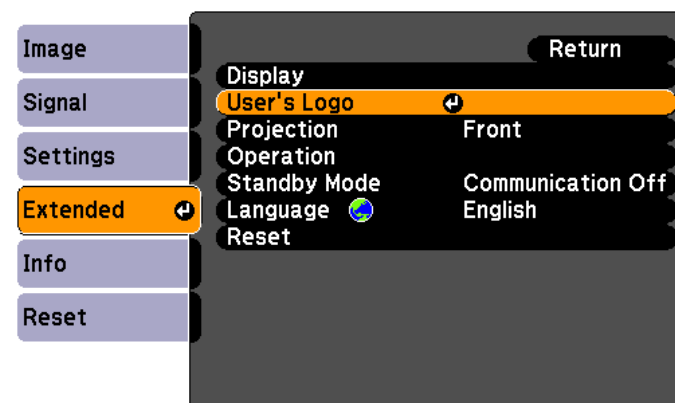 Image
Signal
Settings
Extended
Info
Reset
Return
Display
User's Logo
Projection Front
Operation
Standby Mode Communication Off
Language English
Reset